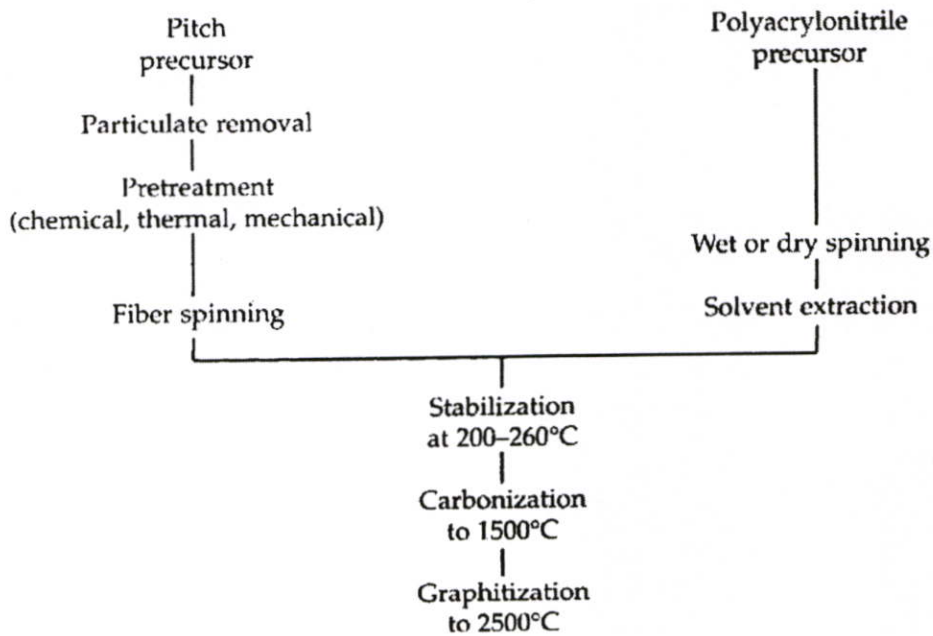 Pitch
precursor
Polyacrylonitrile
precursor
Particulate removal
Pretreatment
(chemical, thermal, mechanical)
Wet or dry spinning
Fiber spinning
Solvent extraction
Stabilization
at 200–260°C
Carbonization
to 1500°C
Graphitization
to 2500°C